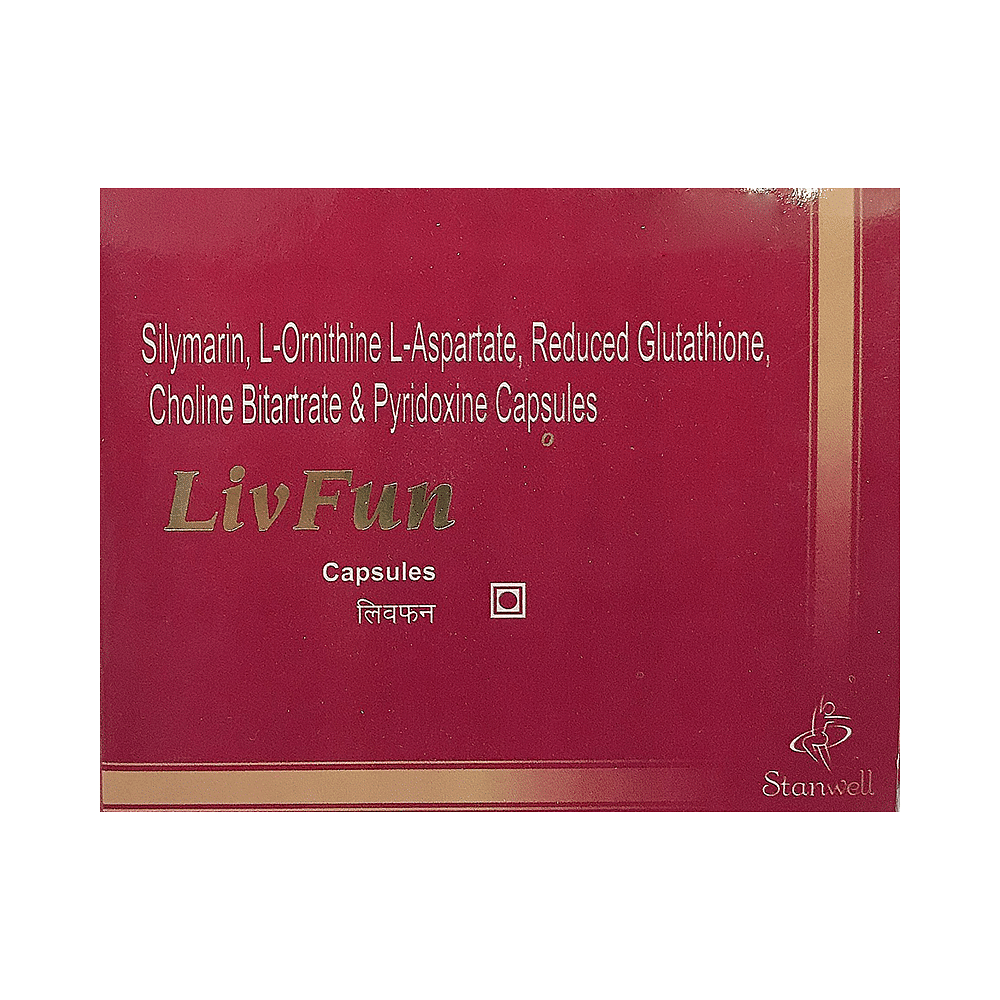 Silymarin, L-Ornithine L-Aspartate, Reduced Glutathione,
Choline Bitartrate & Pyridoxine Capsules
LivFun
Capsules
लिवफन
Stanwell